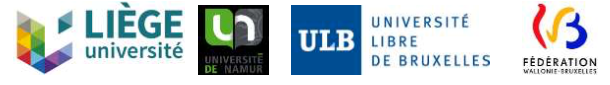 LIÈGE
université
UNIVERSITÉ
DE NAMUR
ULB
UNIVERSITÉ
LIBRE
DE BRUXELLES
FÉDÉRATION
WALLONIE-BRUXELLES